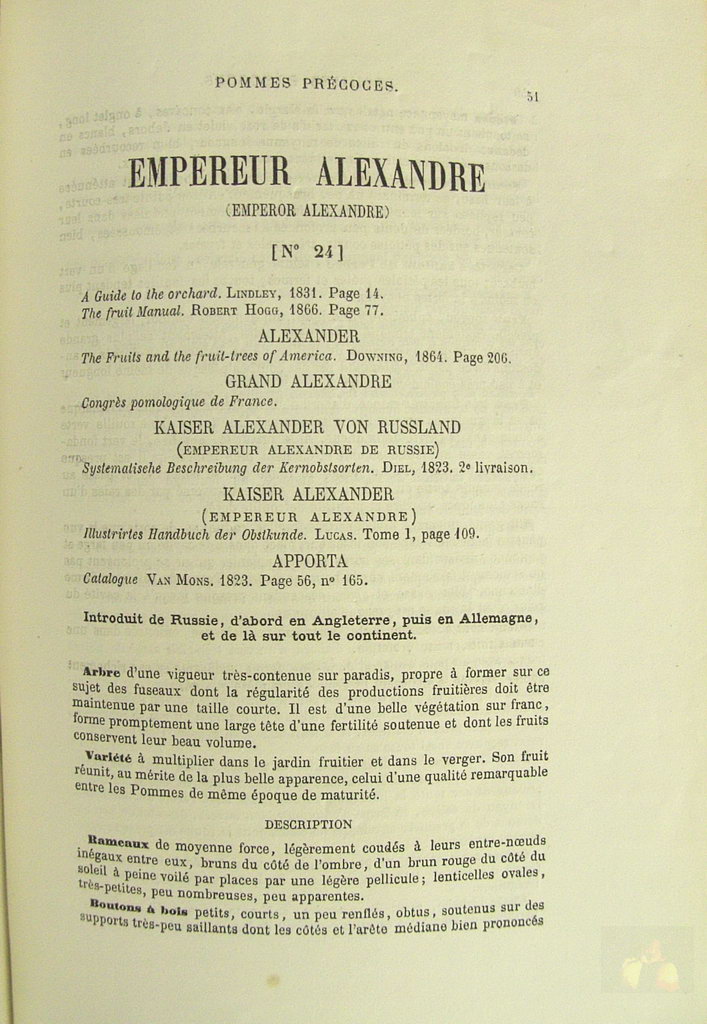 POMMES PRÉCOCES.
51
EMPEREUR ALEXANDRE
(EMPEROR ALEXANDRE)
[N° 24]
A Guide to the orchard. LINDLEY, 1831. Page 14.
The fruit Manual. ROBERT HOGG, 1866. Page 77.
ALEXANDER
The Fruits and the fruit-trees of America. DOWNING, 1864. Page 206.
GRAND ALEXANDRE
Congrès pomologique de France.
KAISER ALEXANDER VON RUSSLAND
(EMPEREUR ALEXANDRE DE RUSSIE)
Systematische Beschreibung der Kernobstsorten. DIEL, 1823. 2e livraison.
KAISER ALEXANDER
(EMPEREUR ALEXANDRE)
Illustrirtes Handbuch der Obstkunde. LUCAS. Tome 1, page 109.
APPORTA
Catalogue VAN MONS. 1823. Page 56, n° 165.
Introduit de Russie, d'abord en Angleterre, puis en Allemagne,
et de là sur tout le continent.
Arbre d'une vigueur très-contenue sur paradis, propre à former sur ce
sujet des fuseaux dont la régularité des productions fruitières doit être
maintenue par une taille courte. Il est d'une belle végétation sur franc,
forme promptement une large tête d'une fertilité soutenue et dont les fruits
conservent leur beau volume.
Variété à multiplier dans le jardin fruitier et dans le verger. Son fruit
réunit, au mérite de la plus belle apparence, celui d'une qualité remarquable
entre les Pommes de même époque de maturité.
DESCRIPTION
Rameaux de moyenne force, légèrement coudés à leurs entre-nœuds
inégaux entre eux, bruns du côté de l'ombre, d'un brun rouge du côté du
soleil à peine voilé par places par une légère pellicule; lenticelles ovales,
très-petites, peu nombreuses, peu apparentes.
Boutons à bois petits, courts, un peu renflés, obtus, soutenus sur des
supports très-peu saillants dont les côtés et l'arête médiane bien prononcés